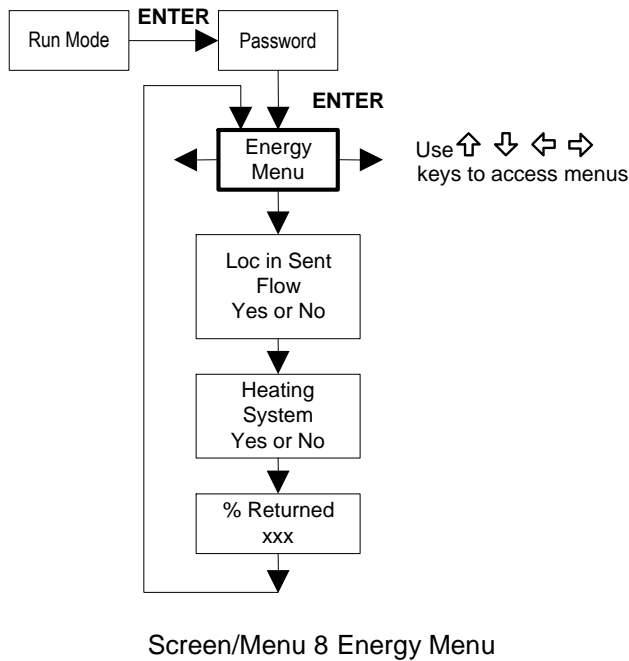 ENTER
Run Mode
Password
ENTER
Energy
Menu
Use ⇧ ⇩ ⇦ ⇨
keys to access menus
Loc in Sent
Flow
Yes or No
Heating
System
Yes or No
% Returned
xxx
Screen/Menu 8 Energy Menu